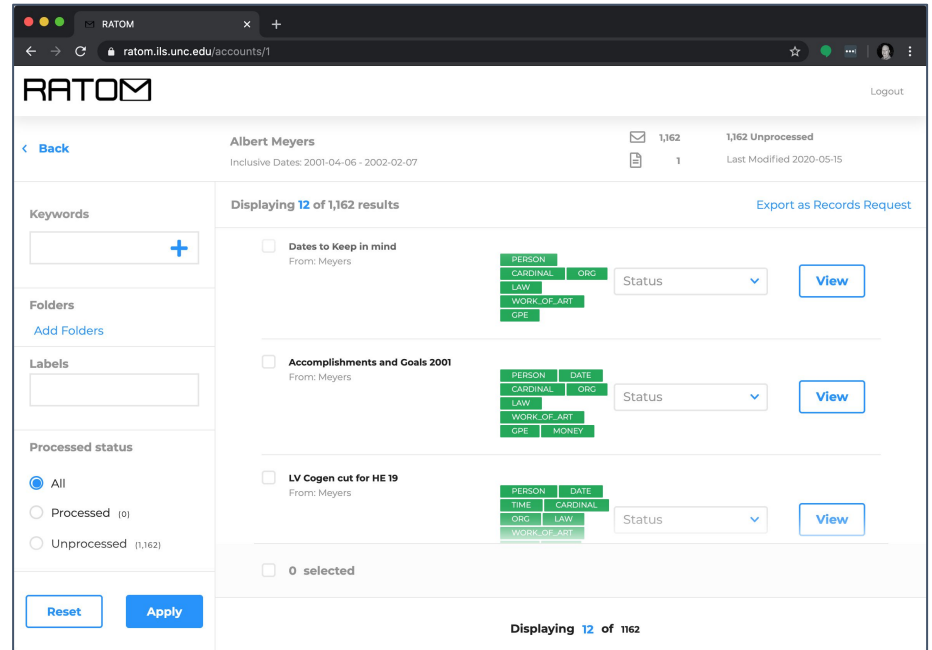 RATOM
ratom.ils.unc.edu/accounts/1
RATOM
Logout
Back
Albert Meyers
Inclusive Dates: 2001-04-06 - 2002-02-07
1,162
1
1,162 Unprocessed
Last Modified 2020-05-15
Keywords
Folders
Add Folders
Labels
Processed status
All
Processed (0)
Unprocessed (1,162)
Reset
Apply
Displaying 12 of 1,162 results
Export as Records Request
Dates to Keep in mind
From: Meyers
PERSON
CARDINAL ORG
LAW
WORK_OF_ART
GPE
Status
View
Accomplishments and Goals 2001
From: Meyers
PERSON DATE
CARDINAL ORG
LAW
WORK_OF_ART
GPE MONEY
Status
View
LV Cogen cut for HE 19
From: Meyers
PERSON DATE
TIME CARDINAL
ORG LAW
WORK_OF_ART
Status
View
0 selected
Displaying 12 of 1162